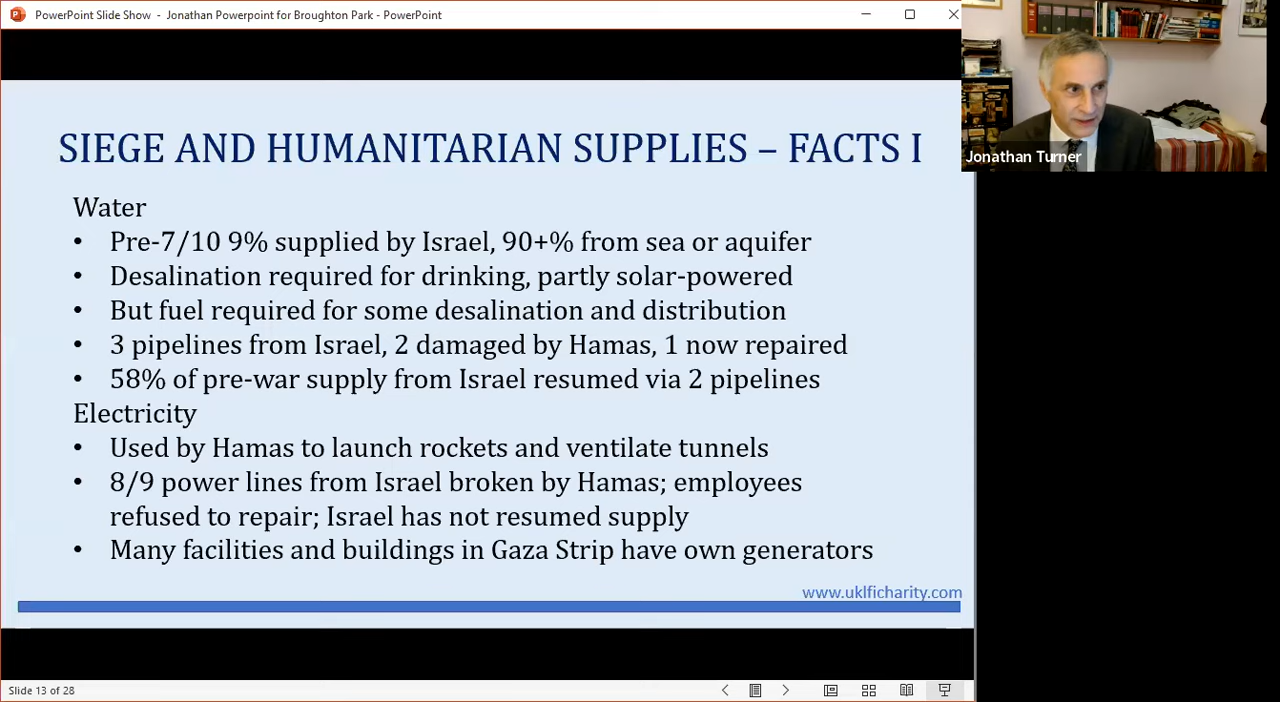 PowerPoint Slide Show - Jonathan Powerpoint for Broughton Park - PowerPoint
Jonathan Turner
SIEGE AND HUMANITARIAN SUPPLIES – FACTS I
Water
• Pre-7/10 9% supplied by Israel, 90+% from sea or aquifer
• Desalination required for drinking, partly solar-powered
• But fuel required for some desalination and distribution
• 3 pipelines from Israel, 2 damaged by Hamas, 1 now repaired
• 58% of pre-war supply from Israel resumed via 2 pipelines
Electricity
• Used by Hamas to launch rockets and ventilate tunnels
• 8/9 power lines from Israel broken by Hamas; employees
refused to repair; Israel has not resumed supply
• Many facilities and buildings in Gaza Strip have own generators
www.uklficharity.com
Slide 13 of 28